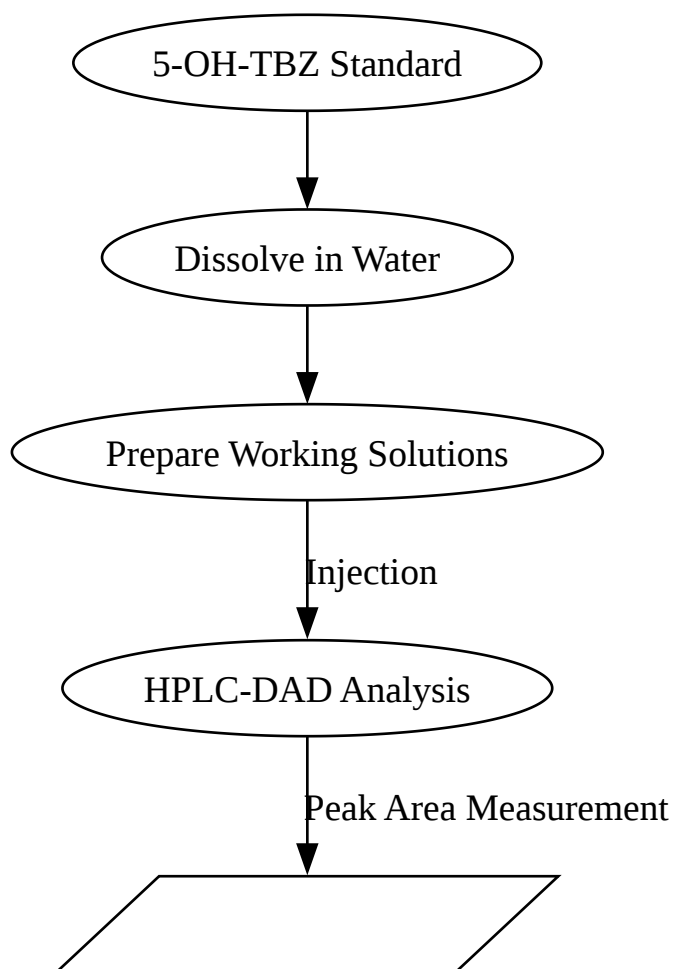 5-OH-TBZ Standard
Dissolve in Water
Prepare Working Solutions
Injection
HPLC-DAD Analysis
Peak Area Measurement